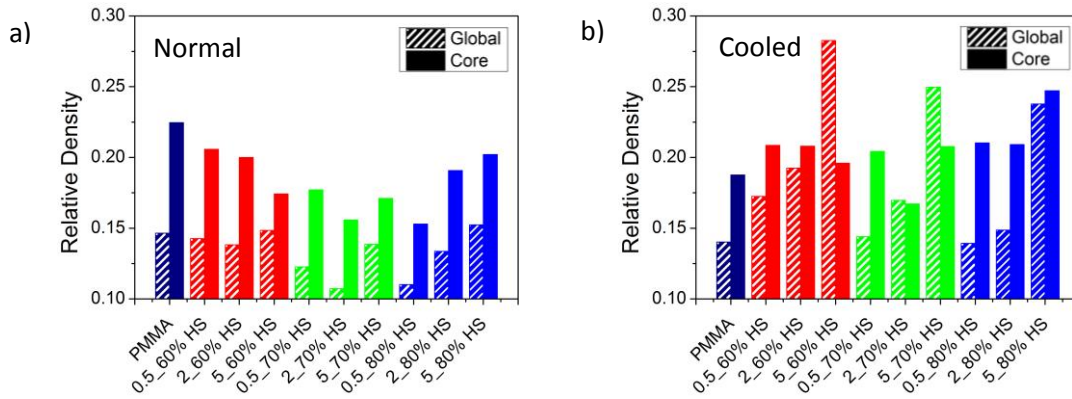 a)
Normal
Global
Core
Relative Density
0.30
0.25
0.20
0.15
0.10
PMMA
0.5_60% HS
2_60% HS
5_60% HS
0.5_70% HS
2_70% HS
5_70% HS
0.5_80% HS
2_80% HS
5_80% HS
b)
Cooled
Global
Core
Relative Density
0.30
0.25
0.20
0.15
0.10
PMMA
0.5_60% HS
2_60% HS
5_60% HS
0.5_70% HS
2_70% HS
5_70% HS
0.5_80% HS
2_80% HS
5_80% HS